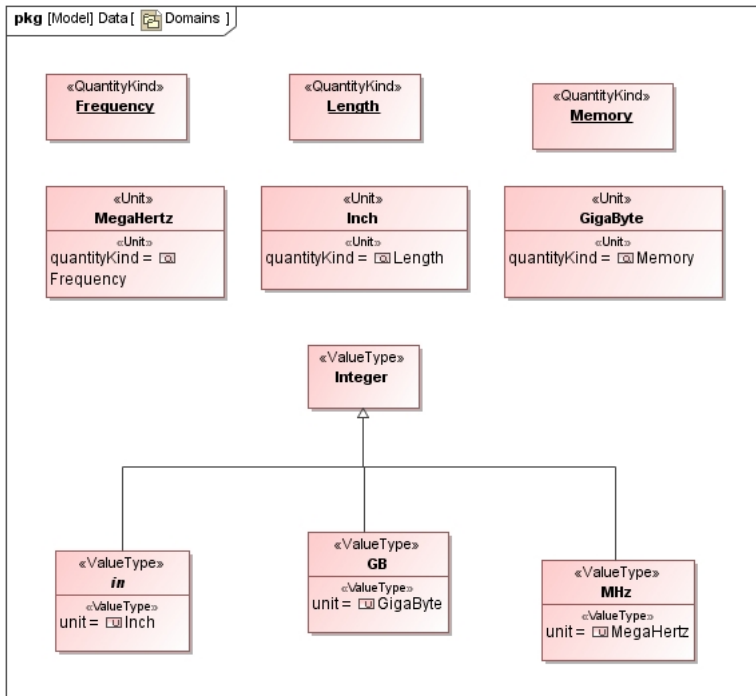 pkg [Model] Data [ Domains ]
«QuantityKind»
Frequency
«QuantityKind»
Length
«QuantityKind»
Memory
«Unit»
MegaHertz
«Unit»
quantityKind = Q
Frequency
«Unit»
Inch
«Unit»
quantityKind = Q Length
«Unit»
GigaByte
«Unit»
quantityKind = Q Memory
«ValueType»
Integer
«ValueType»
in
«ValueType»
unit = U Inch
«ValueType»
GB
«ValueType»
unit = U GigaByte
«ValueType»
MHz
«ValueType»
unit = U MegaHertz